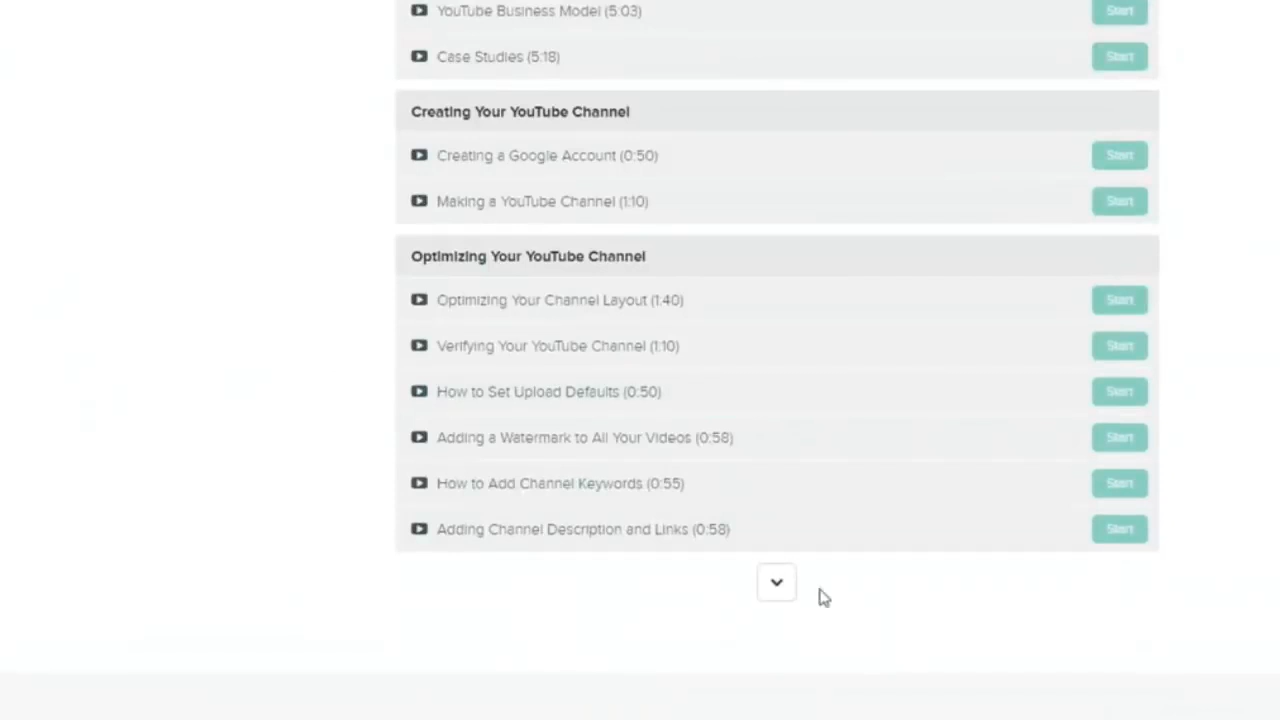 YouTube Business Model (5:03)
Start
Case Studies (5:18)
Start
Creating Your YouTube Channel
Creating a Google Account (0:50)
Start
Making a YouTube Channel (1:10)
Start
Optimizing Your YouTube Channel
Optimizing Your Channel Layout (1:40)
Start
Verifying Your YouTube Channel (1:10)
Start
How to Set Upload Defaults (0:50)
Start
Adding a Watermark to All Your Videos (0:58)
Start
How to Add Channel Keywords (0:55)
Start
Adding Channel Description and Links (0:58)
Start